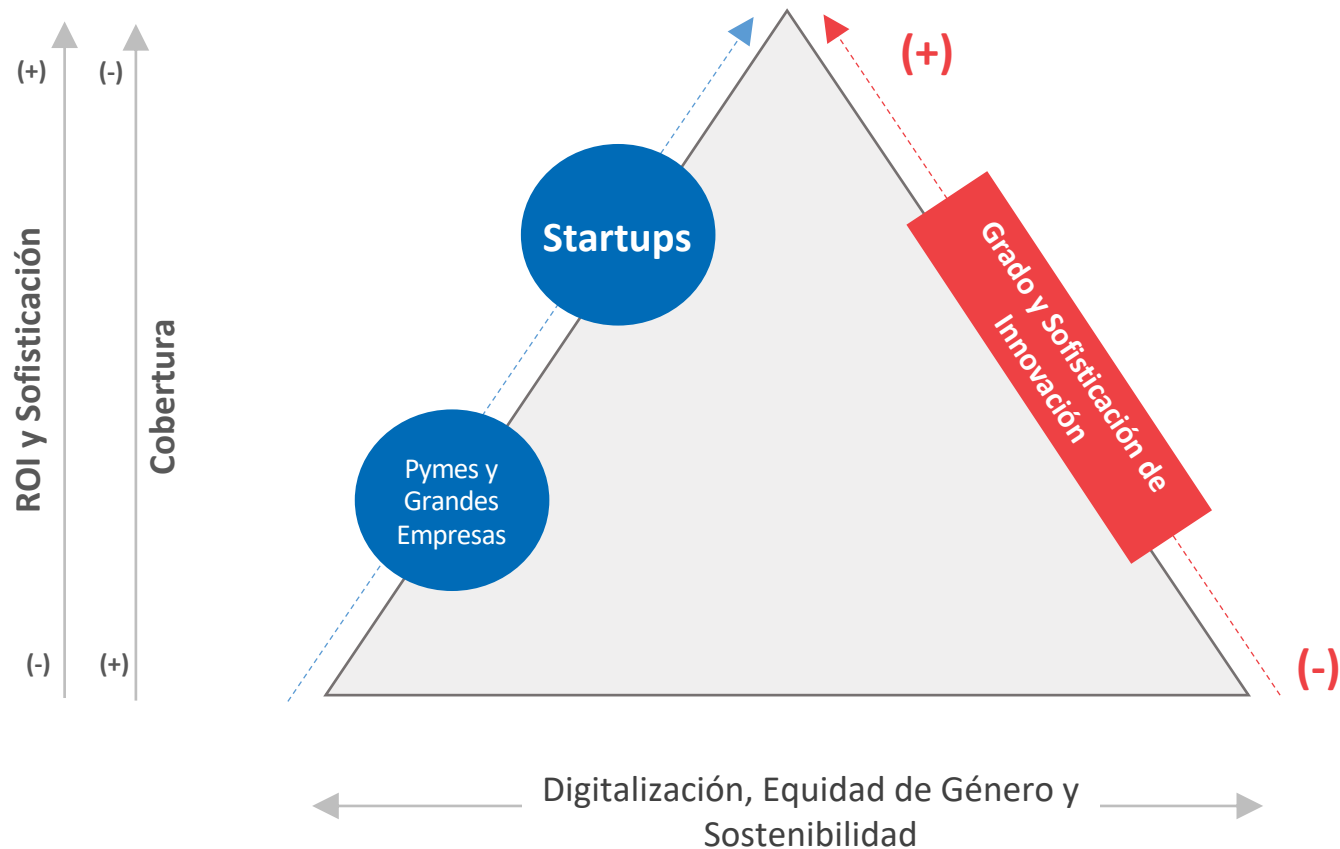 (+)
(-)
(+)
Startups
Grado y Sofisticación de
Innovación
ROI y Sofisticación
Cobertura
Pymes y
Grandes
Empresas
(-)
(+)
(-)
Digitalización, Equidad de Género y
Sostenibilidad